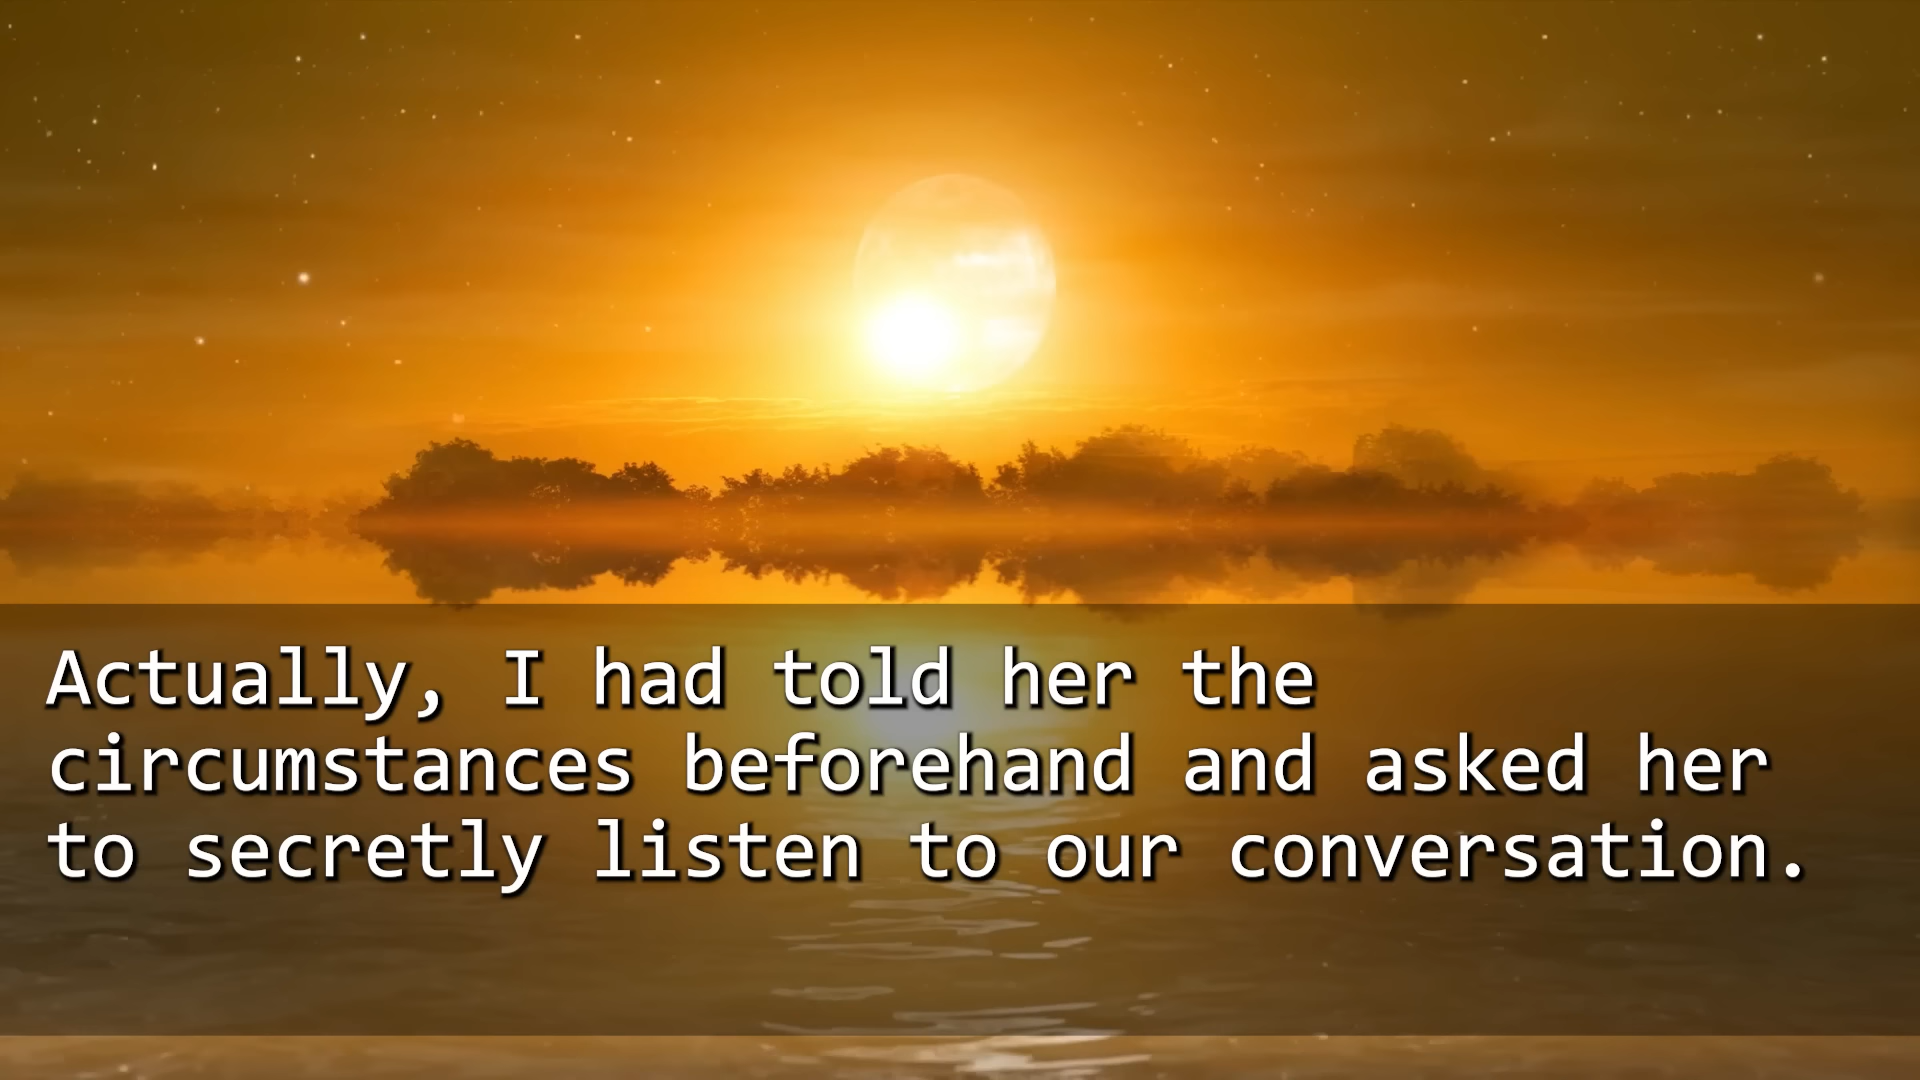 Actually, I had told her the
circumstances beforehand and asked her
to secretly listen to our conversation.